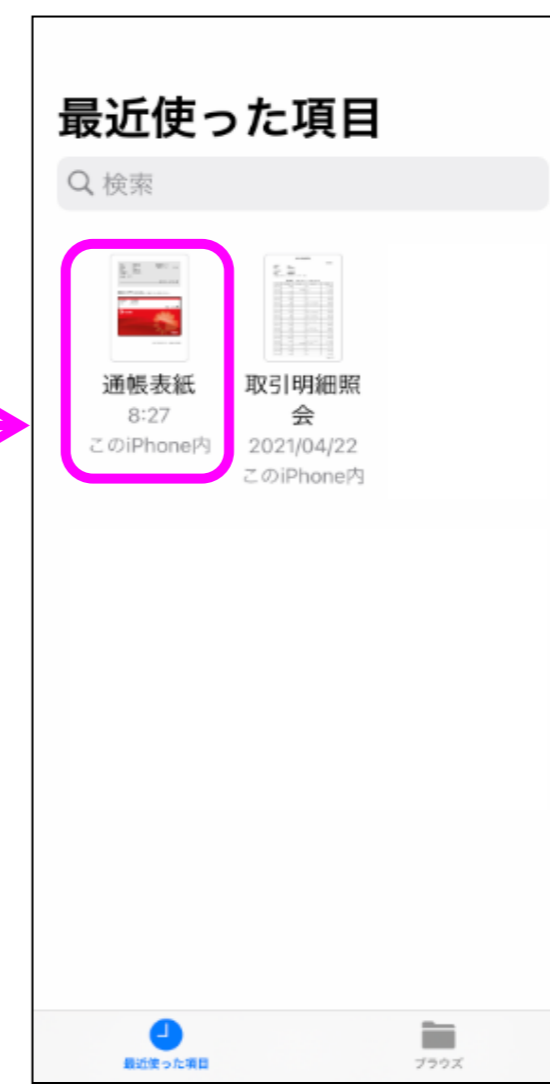 最近使った項目
検索
通帳表紙
8:27
このiPhone内
取引明細照
会
2021/04/22
このiPhone内
最近使った項目
ブラウズ